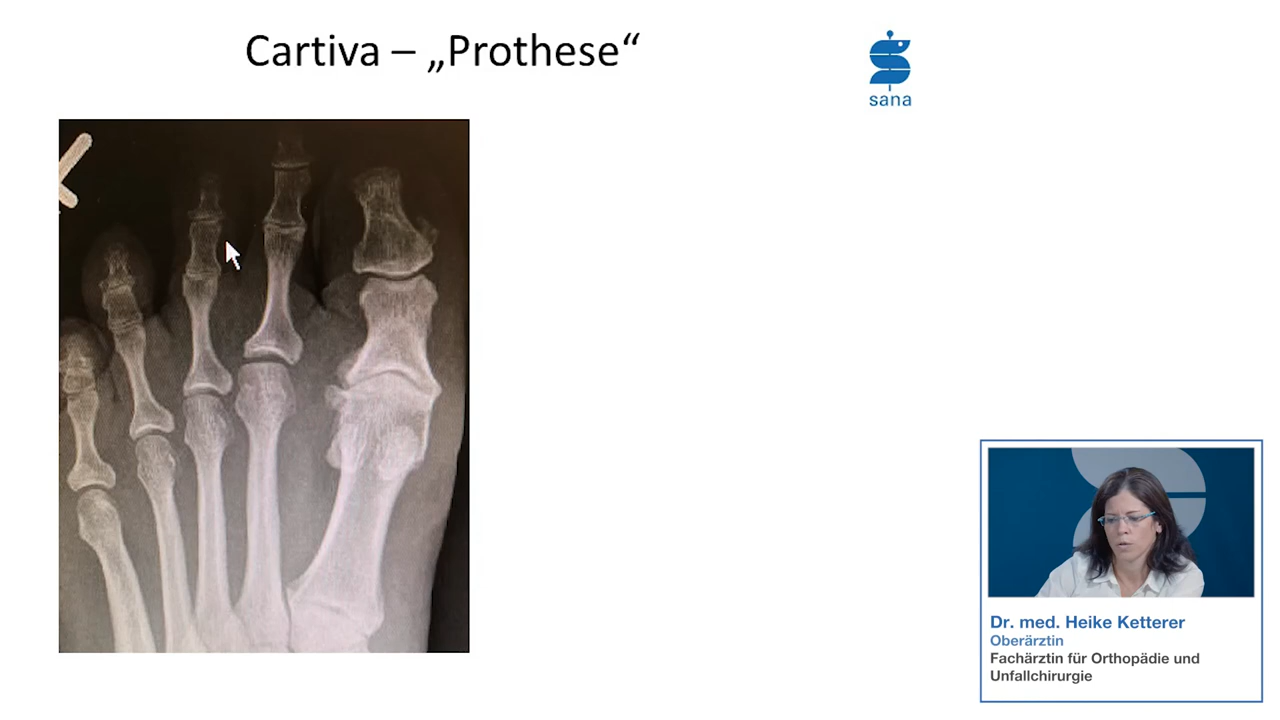 Cartiva – „Prothese“
sana
Dr. med. Heike Ketterer
Oberärztin
Fachärztin für Orthopädie und
Unfallchirurgie